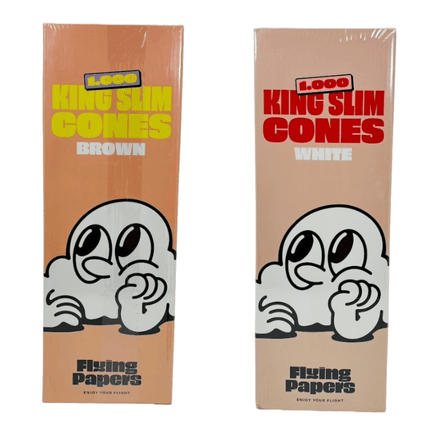 1.000
KING SLIM
CONES
BROWN
Flying
Papers
ENJOY YOUR FLIGHT
1.000
KING SLIM
CONES
WHITE
Flying
Papers
ENJOY YOUR FLIGHT